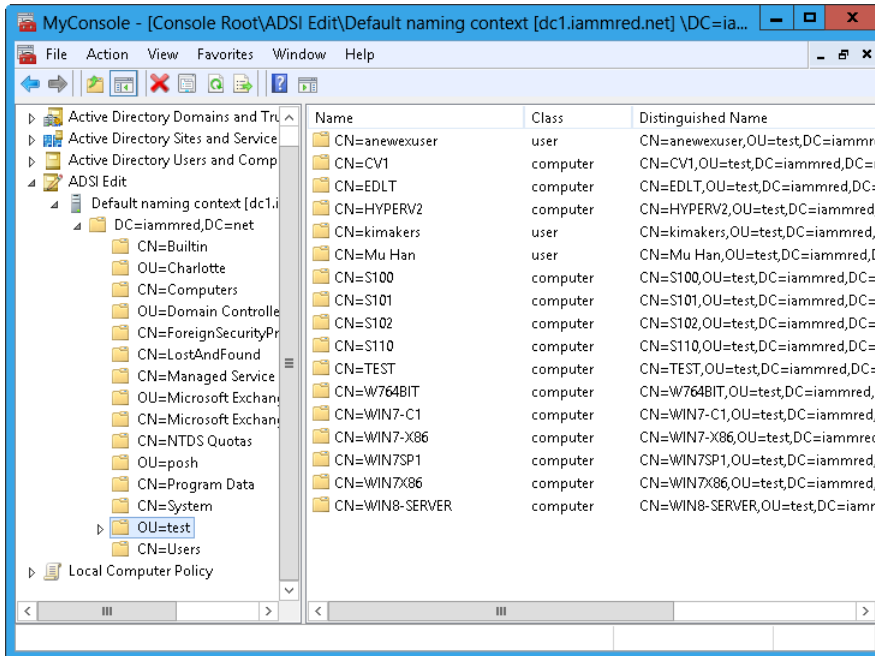 MyConsole - [Console Root\ADSI Edit\Default naming context [dc1.iammred.net] \DC=ia...
File Action View Favorites Window Help
Active Directory Domains and Tru
Active Directory Sites and Service
Active Directory Users and Comp
ADSI Edit
Default naming context [dc1.i
DC=iammred,DC=net
CN=Builtin
OU=Charlotte
CN=Computers
OU=Domain Controlle
CN=ForeignSecurityPr
CN=LostAndFound
CN=Managed Service
OU=Microsoft Exchan
CN=Microsoft Exchan
CN=NTDS Quotas
OU=posh
CN=Program Data
CN=System
OU=test
CN=Users
Local Computer Policy
Name Class Distinguished Name
CN=anewexuser user CN=anewexuser,OU=test,DC=iammr
CN=CV1 computer CN=CV1,OU=test,DC=iammred,DC=
CN=EDLT computer CN=EDLT,OU=test,DC=iammred,DC=
CN=HYPERV2 computer CN=HYPERV2,OU=test,DC=iammred
CN=kimakers user CN=kimakers,OU=test,DC=iammred,
CN=Mu Han user CN=Mu Han,OU=test,DC=iammred,D
CN=S100 computer CN=S100,OU=test,DC=iammred,DC=
CN=S101 computer CN=S101,OU=test,DC=iammred,DC=
CN=S102 computer CN=S102,OU=test,DC=iammred,DC=
CN=S110 computer CN=S110,OU=test,DC=iammred,DC=
CN=TEST computer CN=TEST,OU=test,DC=iammred,DC=
CN=W764BIT computer CN=W764BIT,OU=test,DC=iammred,
CN=WIN7-C1 computer CN=WIN7-C1,OU=test,DC=iammred,
CN=WIN7-X86 computer CN=WIN7-X86,OU=test,DC=iammred
CN=WIN7SP1 computer CN=WIN7SP1,OU=test,DC=iammred,
CN=WIN7X86 computer CN=WIN7X86,OU=test,DC=iammred,
CN=WIN8-SERVER computer CN=WIN8-SERVER,OU=test,DC=iamr